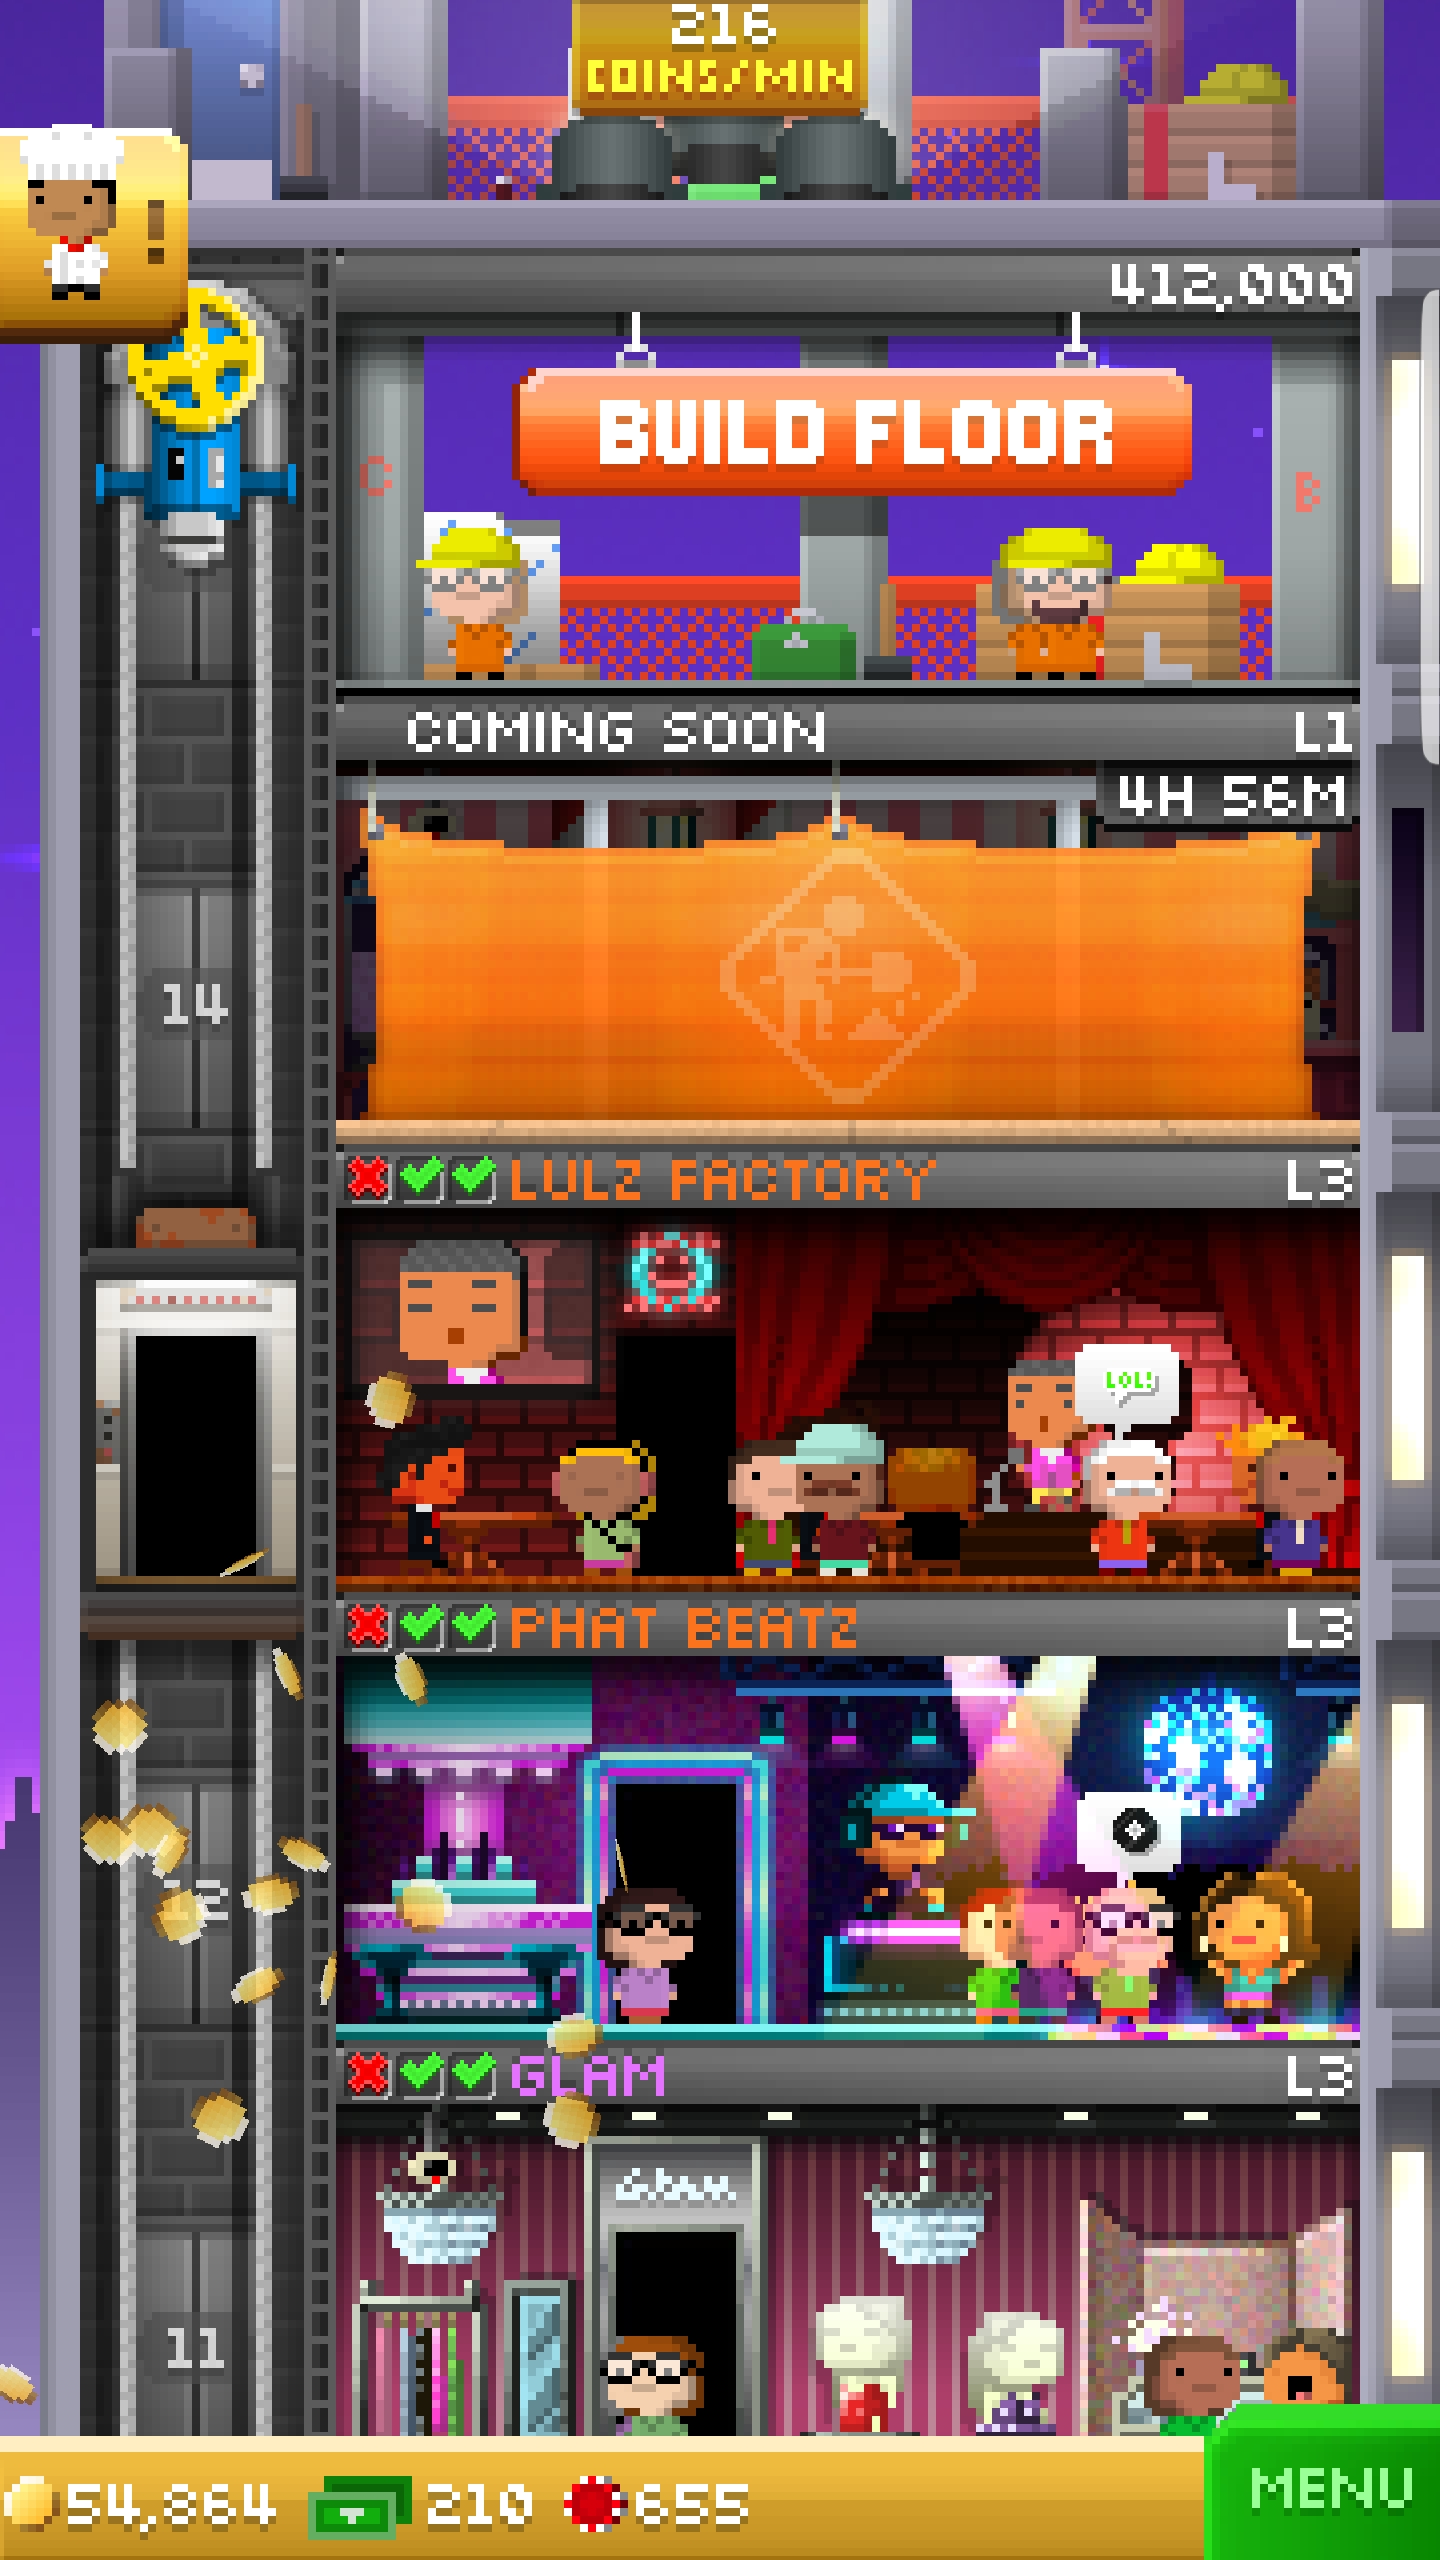 216
COINS/MIN
412,000
BUILD FLOOR
C
B
COMING SOON
L1
4H 56M
14
LULZ FACTORY
L3
LOL!
PHAT BEATZ
L3
GLAM
L3
Glam
11
54,864
210
655
MENU